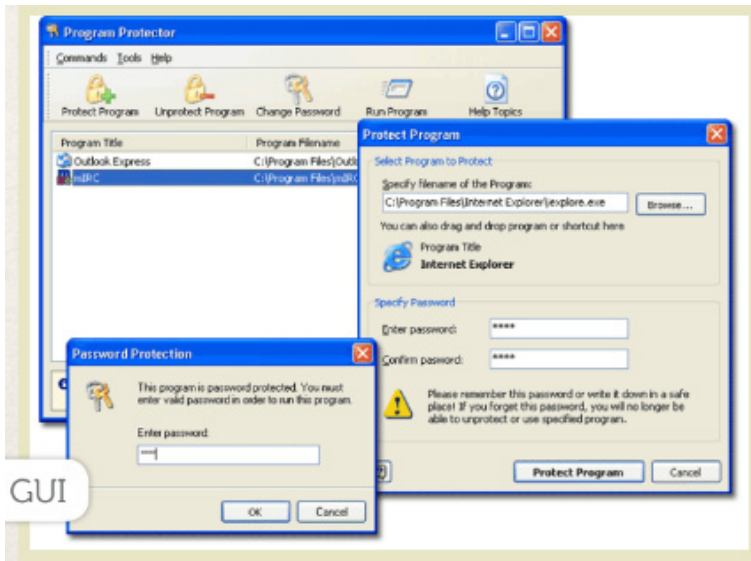 Program Protector
Commands Tools Help
Protect Program Unprotect Program Change Password Run Program Help Topics
Program Title Program Filename
Outlook Express C:\Program Files\Outl
mIRC C:\Program Files\mIRC
Protect Program
Select Program to Protect
Specify filename of the Program:
C:\Program Files\Internet Explorer\iexplore.exe Browse...
You can also drag and drop program or shortcut here
Program Title
Internet Explorer
Specify Password
Enter password: ****
Confirm pasword: ****
Please remember this password or write it down in a safe
place! If you forget this password, you will no longer be
able to unprotect or use specified program.
Protect Program Cancel
Password Protection
This program is password protected. You must
enter valid password in order to run this program.
Enter password:
OK Cancel
GUI